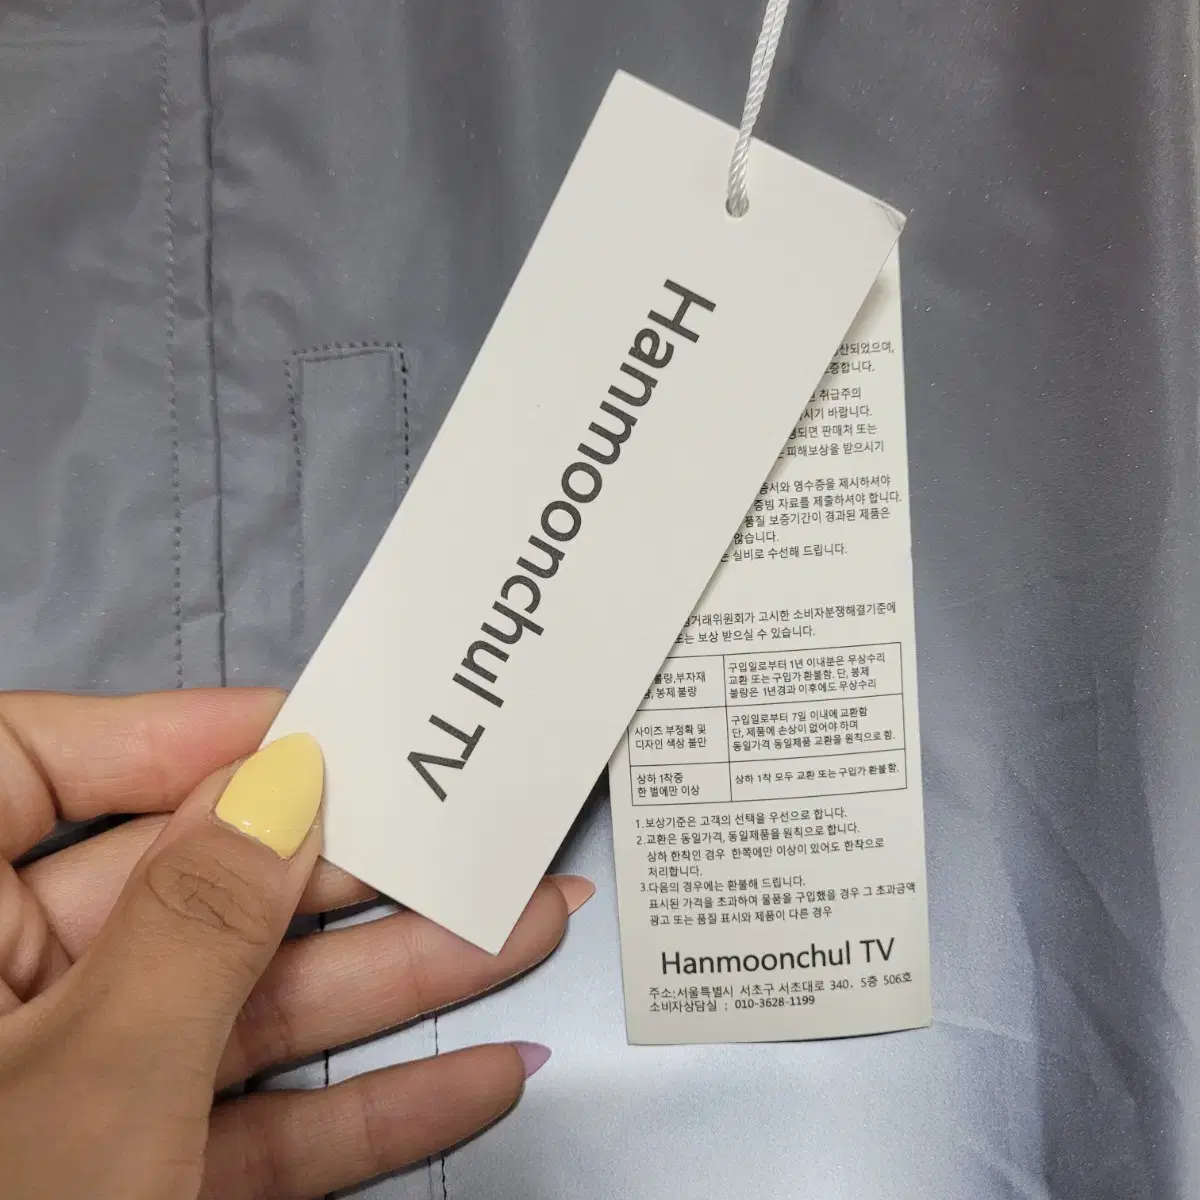 Hanmoonchul TV
산되었으며,
증합니다.
취급주의
시기 바랍니다.
되면 판매처 또는
피해보상을 받으시기
증서와 영수증을 제시하셔야
증빙 자료를 제출하셔야 합니다.
품질 보증기간이 경과된 제품은
않습니다.
실비로 수선해 드립니다.
거래위원회가 고시한 소비자분쟁해결기준에
또는 보상 받으실 수 있습니다.
불량,부자재
봉제 불량
구입일로부터 1년 이내분은 무상수리
교환 또는 구입가 환불함. 단, 봉제
불량은 1년경과 이후에도 무상수리
사이즈 부정확 및
디자인 색상 불만
구입일로부터 7일 이내에 교환함
단, 제품에 손상이 없어야 하며
동일가격 동일제품 교환을 원칙으로 함.
상하 1착중
한 벌에만 이상
상하 1착 모두 교환 또는 구입가 환불함.
1.보상기준은 고객의 선택을 우선으로 합니다.
2.교환은 동일가격, 동일제품을 원칙으로 합니다.
상하 한착인 경우 한쪽에만 이상이 있어도 한착으로
처리합니다.
3.다음의 경우에는 환불해 드립니다.
표시된 가격을 초과하여 물품을 구입했을 경우 그 초과금액
광고 또는 품질 표시와 제품이 다른 경우
Hanmoonchul TV
주소:서울특별시 서초구 서초대로 340, 5층 506호
소비자상담실 ; 010-3628-1199